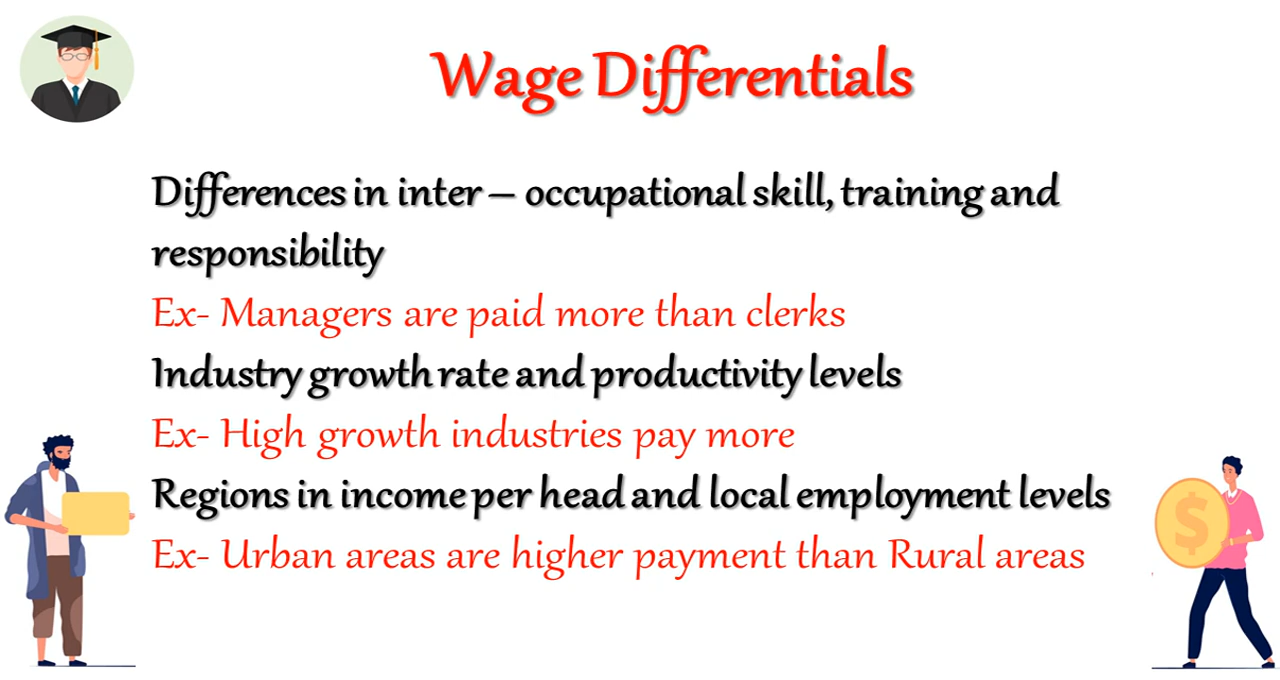 Wage Differentials
Differences in inter – occupational skill, training and
responsibility
Ex- Managers are paid more than clerks
Industry growth rate and productivity levels
Ex- High growth industries pay more
Regions in income per head and local employment levels
Ex- Urban areas are higher payment than Rural areas
$